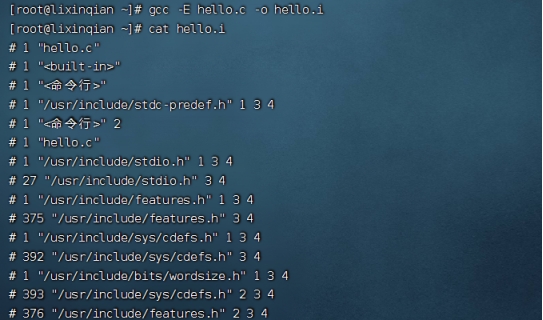 [root@lixinqian ~]# gcc -E hello.c -o hello.i
[root@lixinqian ~]# cat hello.i
# 1 "hello.c"
# 1 "<built-in>"
# 1 "<命令行>"
# 1 "/usr/include/stdc-predef.h" 1 3 4
# 1 "<命令行>" 2
# 1 "hello.c"
# 1 "/usr/include/stdio.h" 1 3 4
# 27 "/usr/include/stdio.h" 3 4
# 1 "/usr/include/features.h" 1 3 4
# 375 "/usr/include/features.h" 3 4
# 1 "/usr/include/sys/cdefs.h" 1 3 4
# 392 "/usr/include/sys/cdefs.h" 3 4
# 1 "/usr/include/bits/wordsize.h" 1 3 4
# 393 "/usr/include/sys/cdefs.h" 2 3 4
# 376 "/usr/include/features.h" 2 3 4